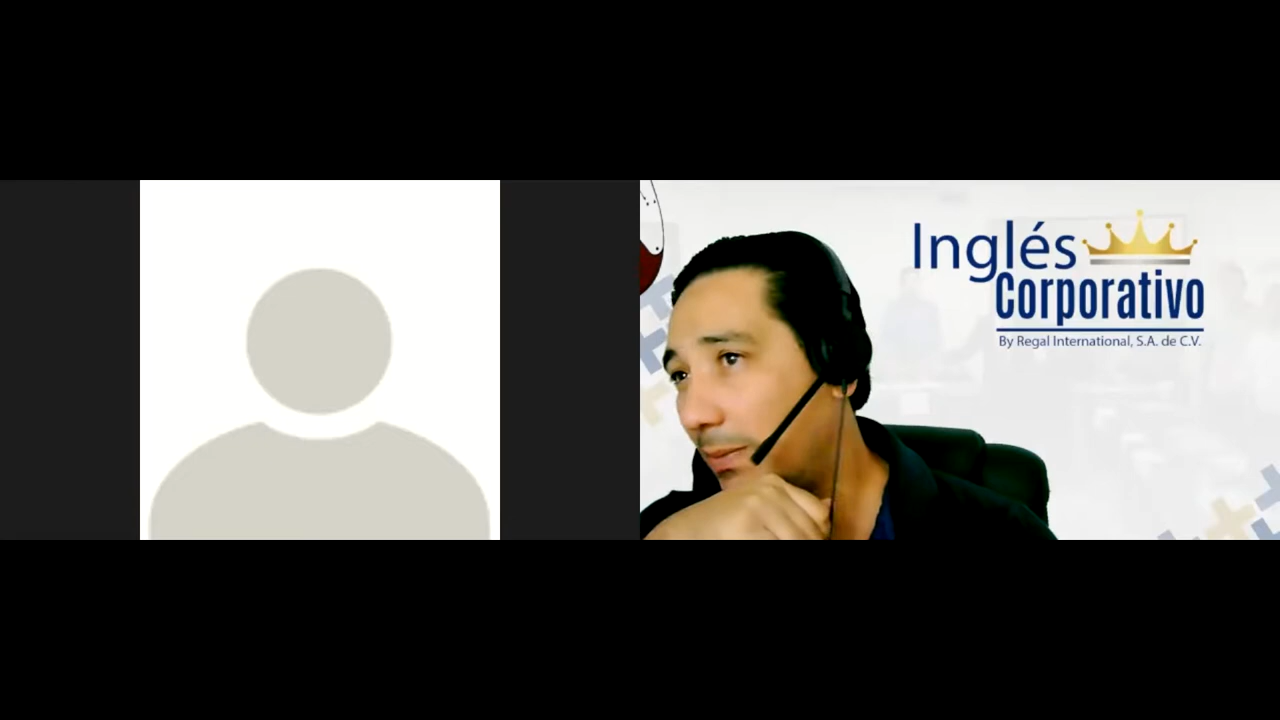 Inglés
Corporativo
By Regal International, S.A. de C.V.